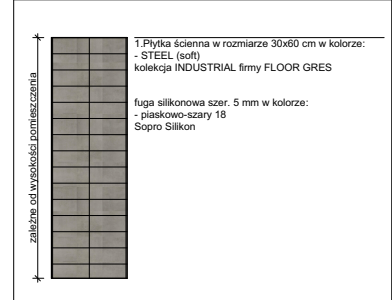 1.Płytka ścienna w rozmiarze 30x60 cm w kolorze:
- STEEL (soft)
kolekcja INDUSTRIAL firmy FLOOR GRES
fuga silikonowa szer. 5 mm w kolorze:
- piaskowo-szary 18
Sopro Silikon
zależne od wysokości pomieszczenia